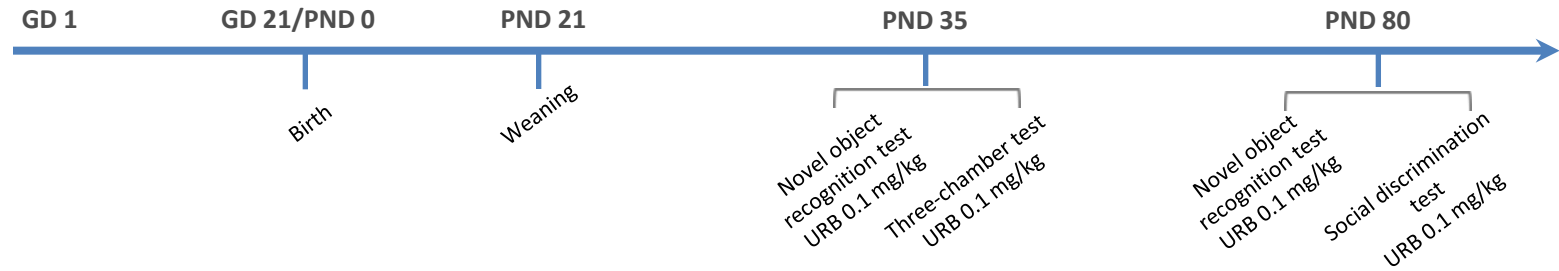 GD 1
GD 21/PND 0
PND 21
PND 35
PND 80
Birth
Weaning
Novel object
recognition test
URB 0.1 mg/kg
Three-chamber test
URB 0.1 mg/kg
Novel object
recognition test
URB 0.1 mg/kg
Social discrimination
test
URB 0.1 mg/kg